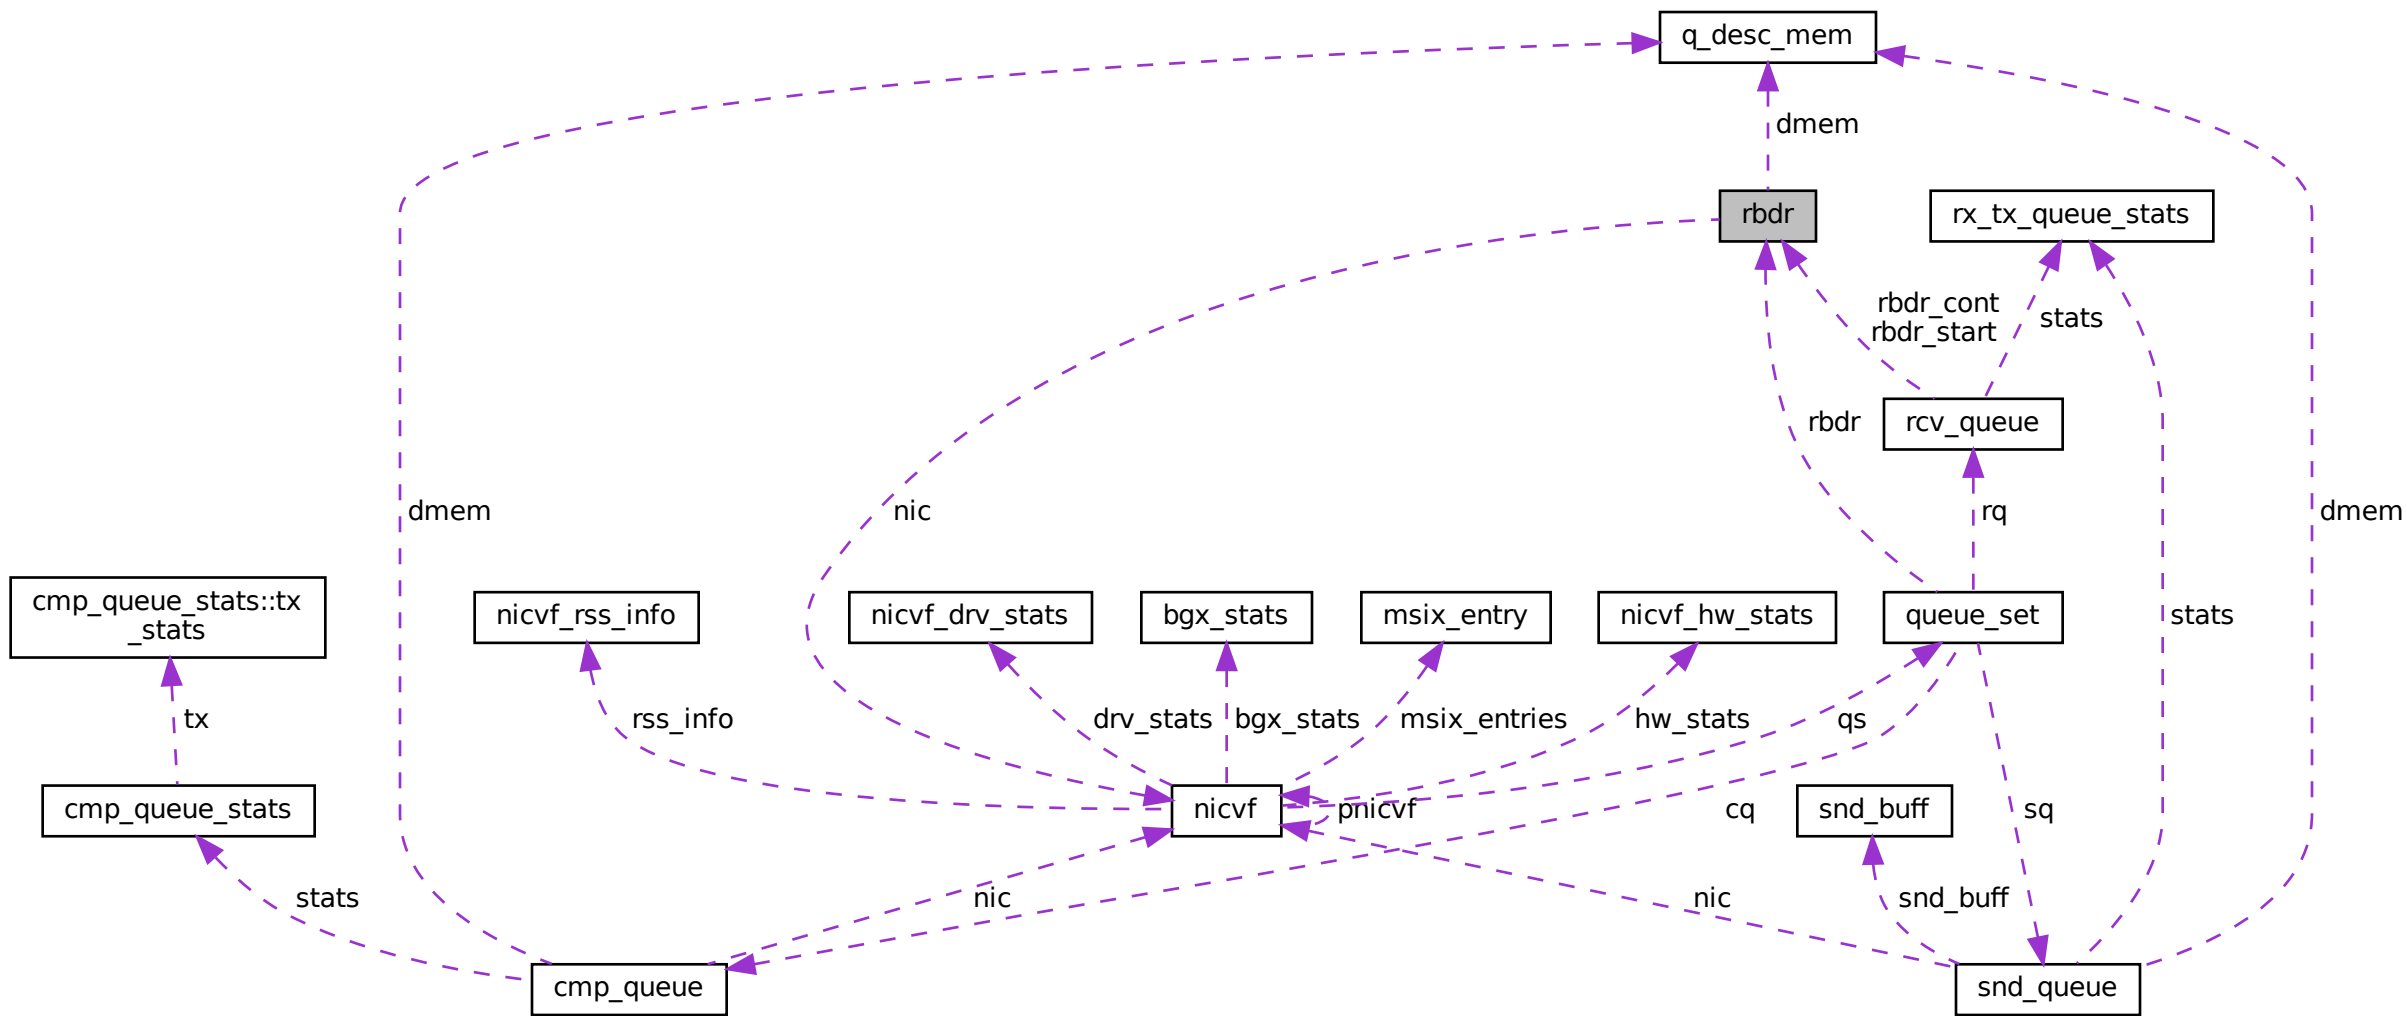 q_desc_mem
dmem
rbdr
rx_tx_queue_stats
rbdr_cont
rbdr_start
stats
rbdr
rcv_queue
dmem
nic
rq
stats
dmem
cmp_queue_stats::tx
_stats
nicvf_rss_info
nicvf_drv_stats
bgx_stats
msix_entry
nicvf_hw_stats
queue_set
tx
rss_info
drv_stats
bgx_stats
msix_entries
hw_stats
qs
cmp_queue_stats
nicvf
pnicvf
cq
snd_buff
sq
stats
nic
nic
snd_buff
cmp_queue
snd_queue